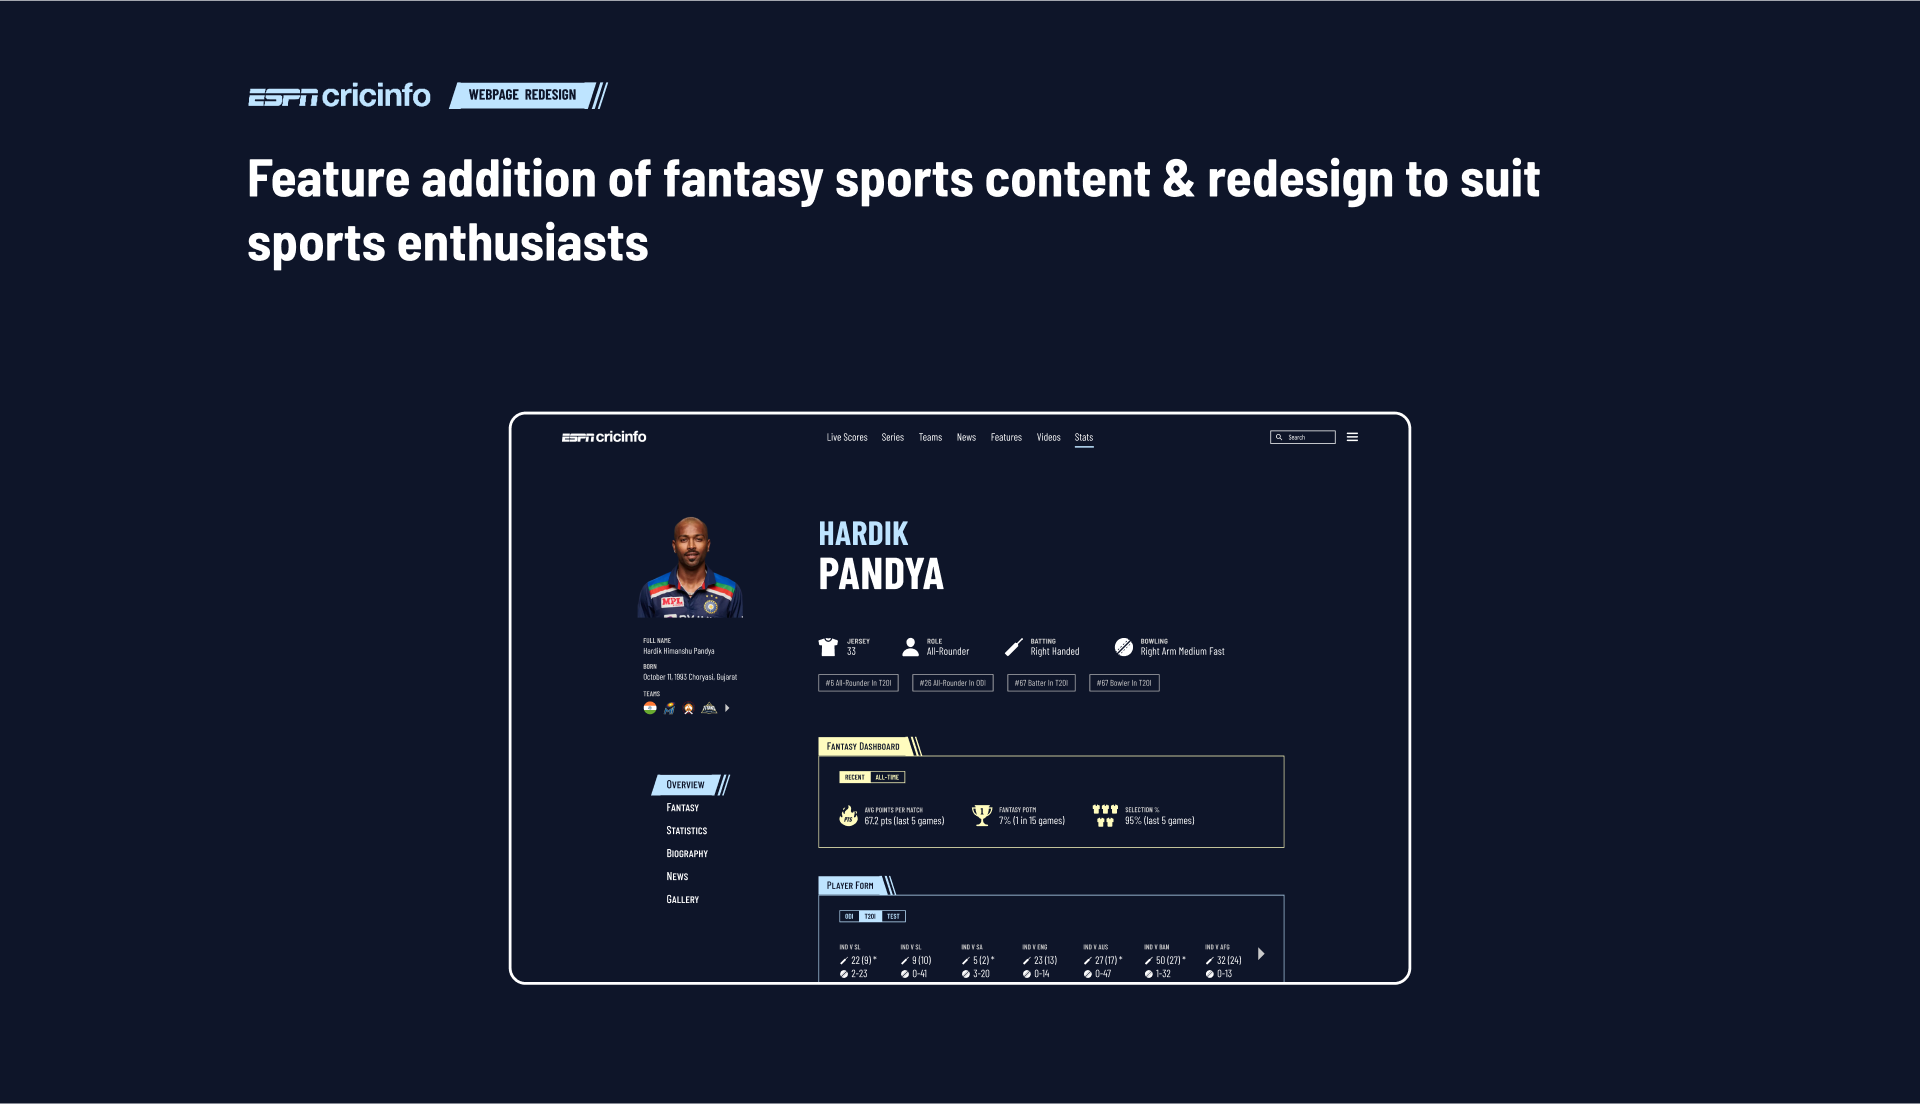 ESPN cricinfo WEBPAGE REDESIGN
Feature addition of fantasy sports content & redesign to suit
sports enthusiasts
ESPN cricinfo
Live Scores Series Teams News Features Videos Stats
Search
HARDIK
PANDYA
MPL
FULL NAME
Hardik Himanshu Pandya
BORN
October 11, 1993 Choryasi, Gujarat
TEAMS
JERSEY
33
ROLE
All-Rounder
BATTING
Right Handed
BOWLING
Right Arm Medium Fast
#6 All-Rounder In T20I
#26 All-Rounder In ODI
#67 Batter In T20I
#67 Bowler In T20I
OVERVIEW
FANTASY
STATISTICS
BIOGRAPHY
NEWS
GALLERY
FANTASY DASHBOARD
RECENT ALL-TIME
PTS
AVG POINTS PER MATCH
67.2 pts (last 5 games)
1
FANTASY POTM
7% (1 in 15 games)
SELECTION %
95% (last 5 games)
PLAYER FORM
ODI T20I TEST
IND V SL IND V SL IND V SA IND V ENG IND V AUS IND V BAN IND V AFG
22 (9) * 9 (10) 5 (2) * 23 (13) 27 (17) * 50 (27) * 32 (24)
2-23 0-41 3-20 0-14 0-47 1-32 0-13